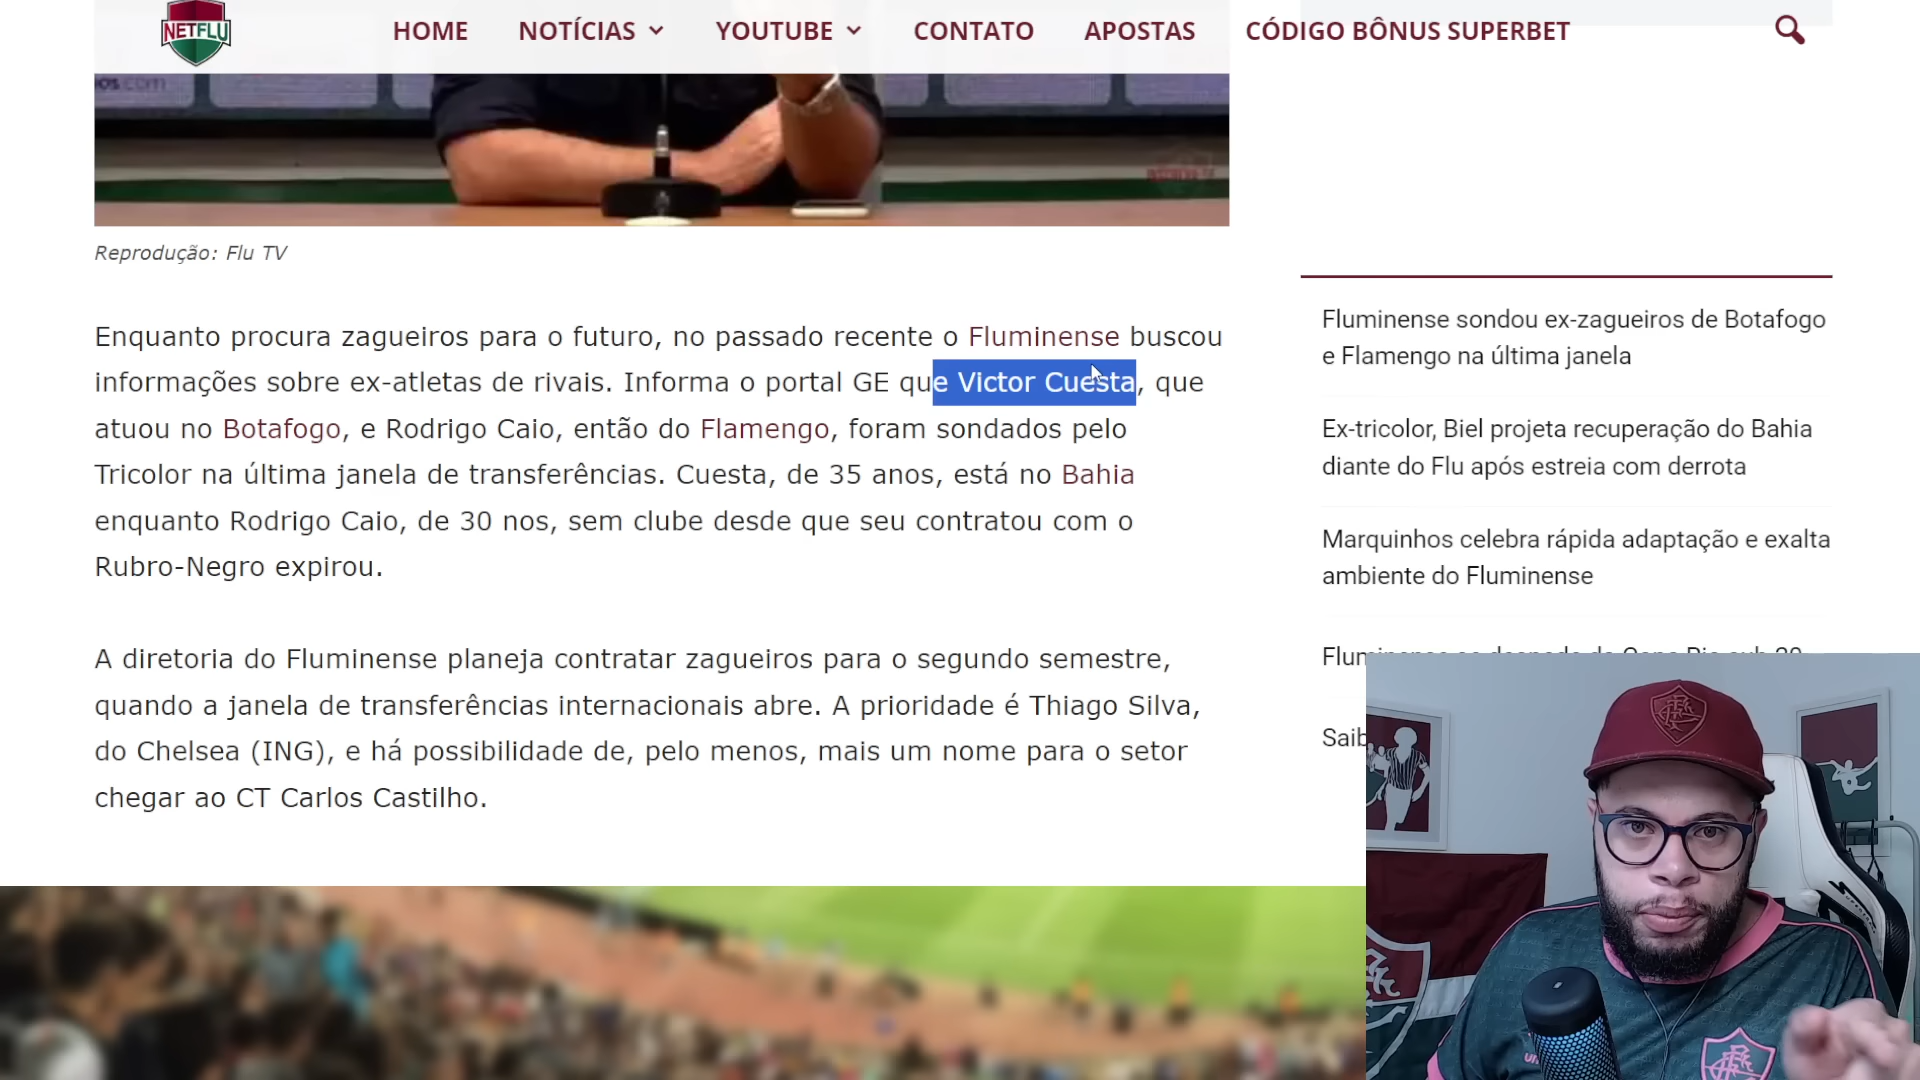 NETFLU
HOME
NOTÍCIAS
YOUTUBE
CONTATO
APOSTAS
CÓDIGO BÔNUS SUPERBET
Reprodução: Flu TV
Enquanto procura zagueiros para o futuro, no passado recente o Fluminense buscou
informações sobre ex-atletas de rivais. Informa o portal GE que Victor Cuesta, que
atuou no Botafogo, e Rodrigo Caio, então do Flamengo, foram sondados pelo
Tricolor na última janela de transferências. Cuesta, de 35 anos, está no Bahia
enquanto Rodrigo Caio, de 30 nos, sem clube desde que seu contratou com o
Rubro-Negro expirou.
A diretoria do Fluminense planeja contratar zagueiros para o segundo semestre,
quando a janela de transferências internacionais abre. A prioridade é Thiago Silva,
do Chelsea (ING), e há possibilidade de, pelo menos, mais um nome para o setor
chegar ao CT Carlos Castilho.
Fluminense sondou ex-zagueiros de Botafogo
e Flamengo na última janela
Ex-tricolor, Biel projeta recuperação do Bahia
diante do Flu após estreia com derrota
Marquinhos celebra rápida adaptação e exalta
ambiente do Fluminense